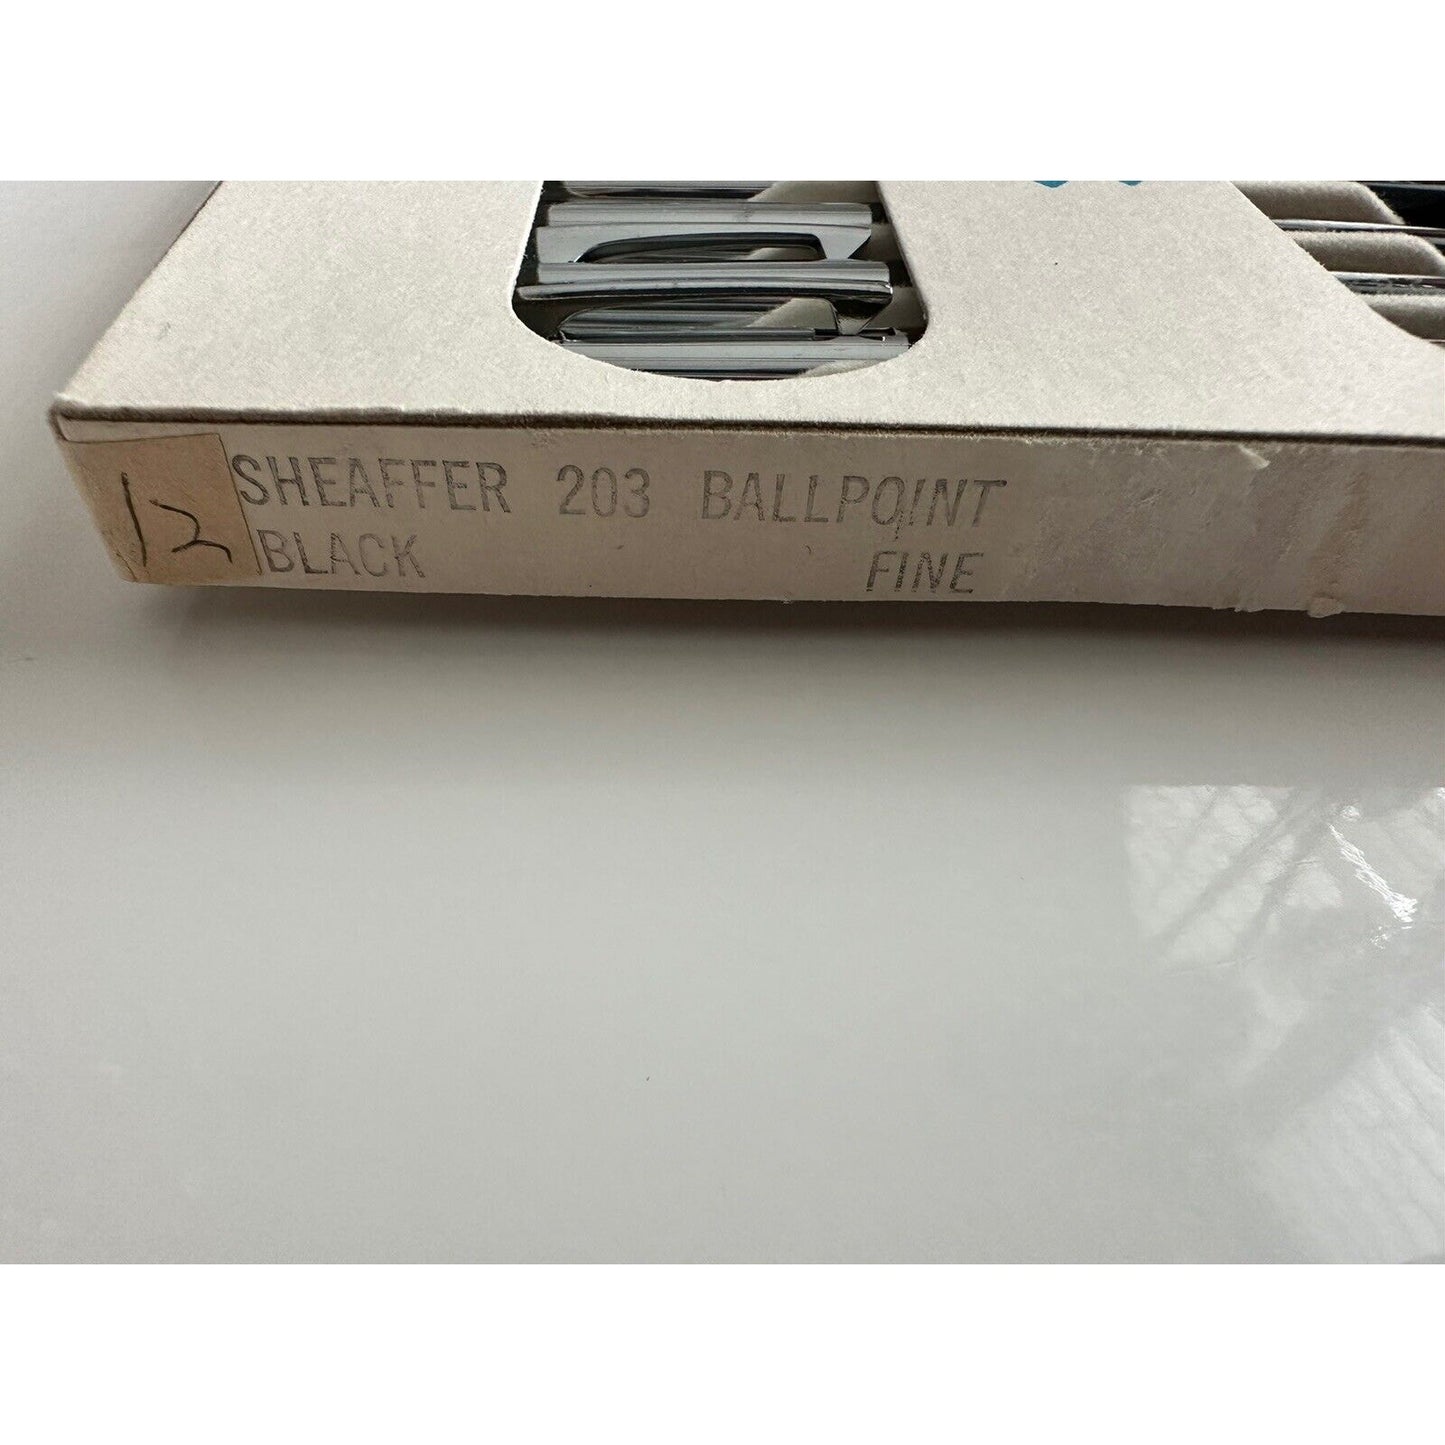 12
SHEAFFER 203 BALLPOINT
BLACK FINE